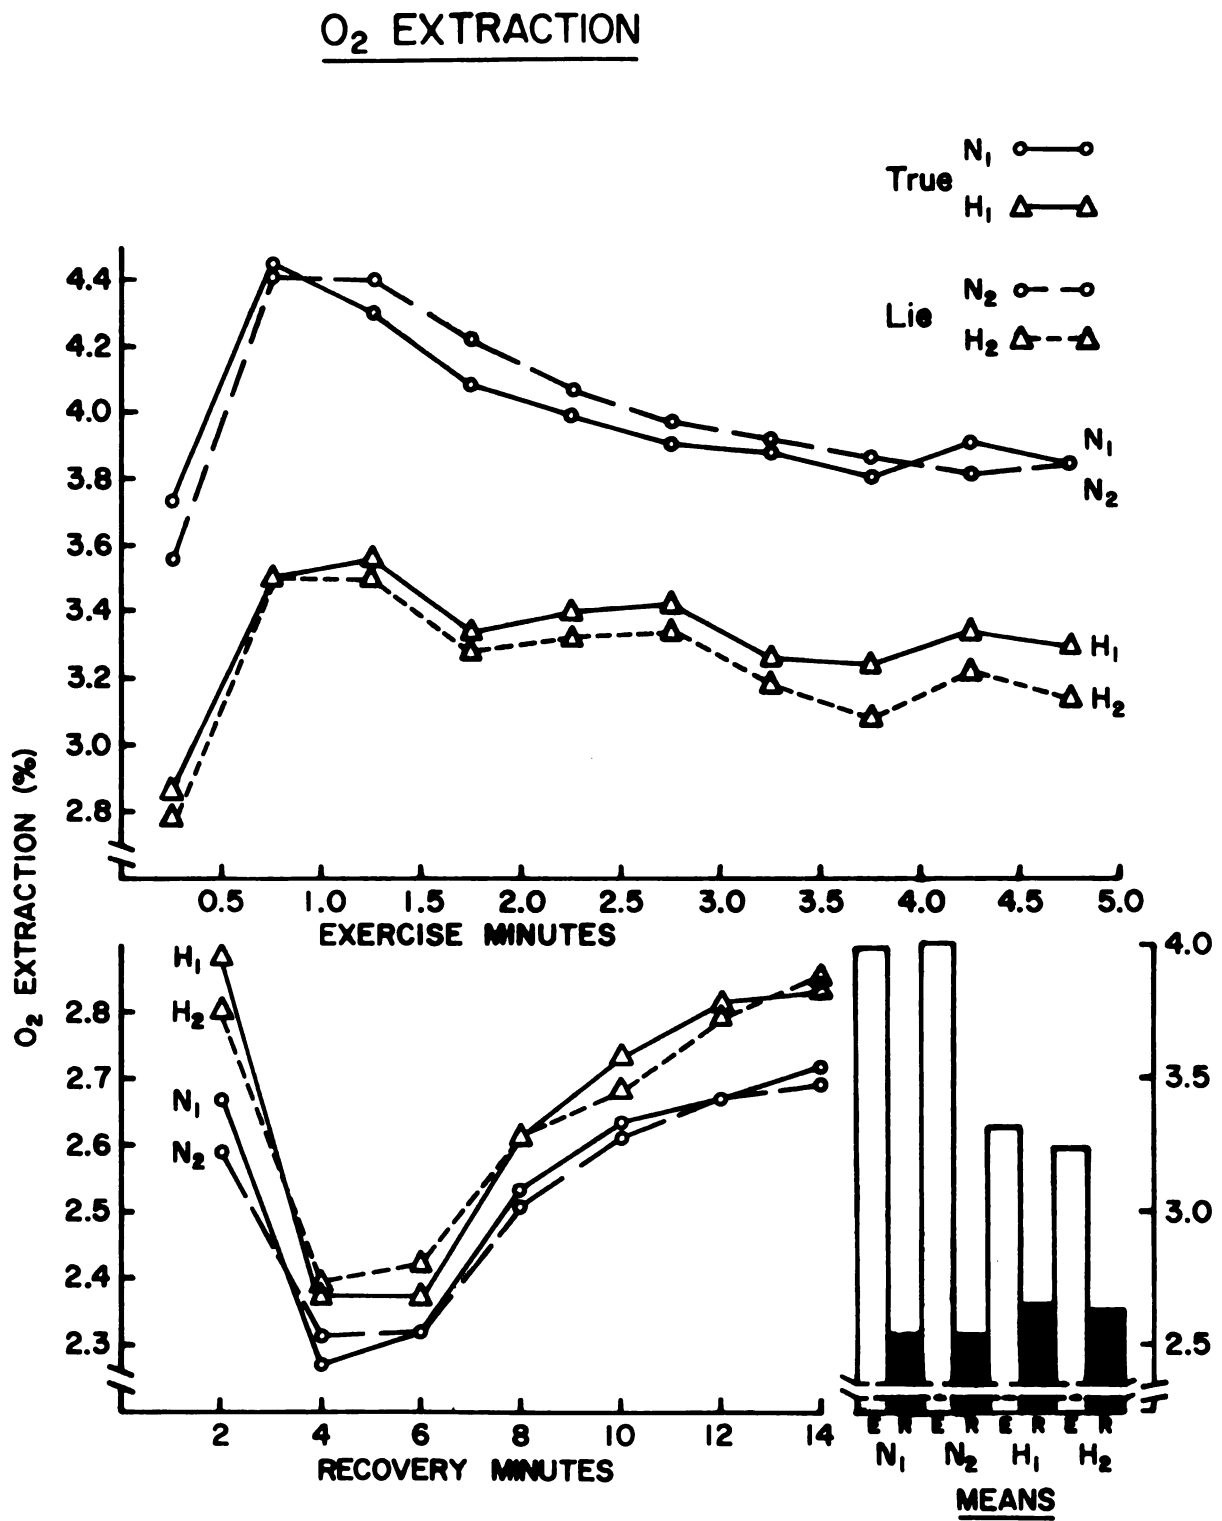 O₂ EXTRACTION
True
N₁
H₁
Lie
N₂
H₂
O₂ EXTRACTION (%)
4.4
4.2
4.0
3.8
3.6
3.4
3.2
3.0
2.8
N₁
N₂
H₁
H₂
0.5 1.0 1.5 2.0 2.5 3.0 3.5 4.0 4.5 5.0
EXERCISE MINUTES
H₁
H₂
N₁
N₂
2.8
2.7
2.6
2.5
2.4
2.3
2 4 6 8 10 12 14
RECOVERY MINUTES
4.0
3.5
3.0
2.5
E R E R E R E R
N₁ N₂ H₁ H₂
MEANS